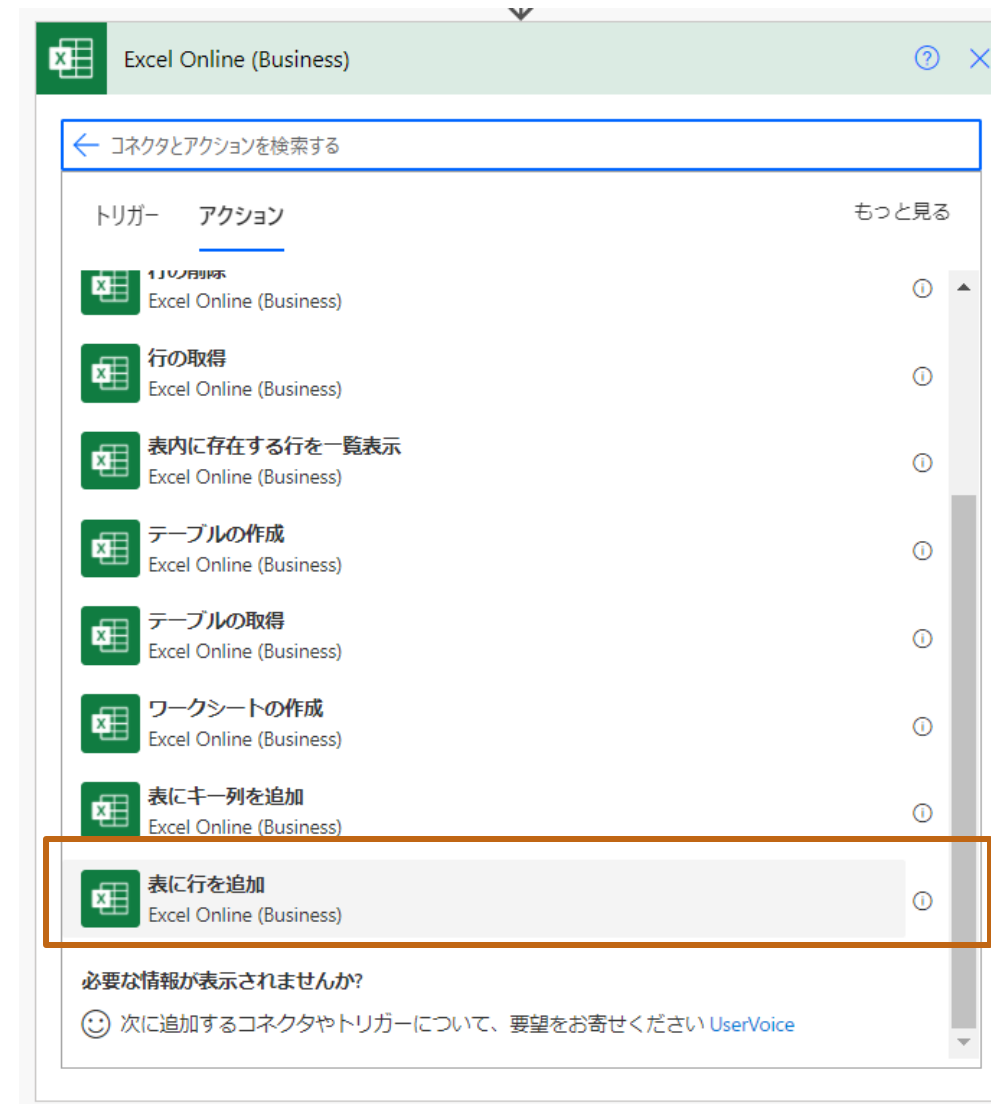 Excel Online (Business)
コネクタとアクションを検索する
トリガー アクション もっと見る
行の削除
Excel Online (Business)
行の取得
Excel Online (Business)
表内に存在する行を一覧表示
Excel Online (Business)
テーブルの作成
Excel Online (Business)
テーブルの取得
Excel Online (Business)
ワークシートの作成
Excel Online (Business)
表にキー列を追加
Excel Online (Business)
表に行を追加
Excel Online (Business)
必要な情報が表示されませんか?
次に追加するコネクタやトリガーについて、要望をお寄せください UserVoice